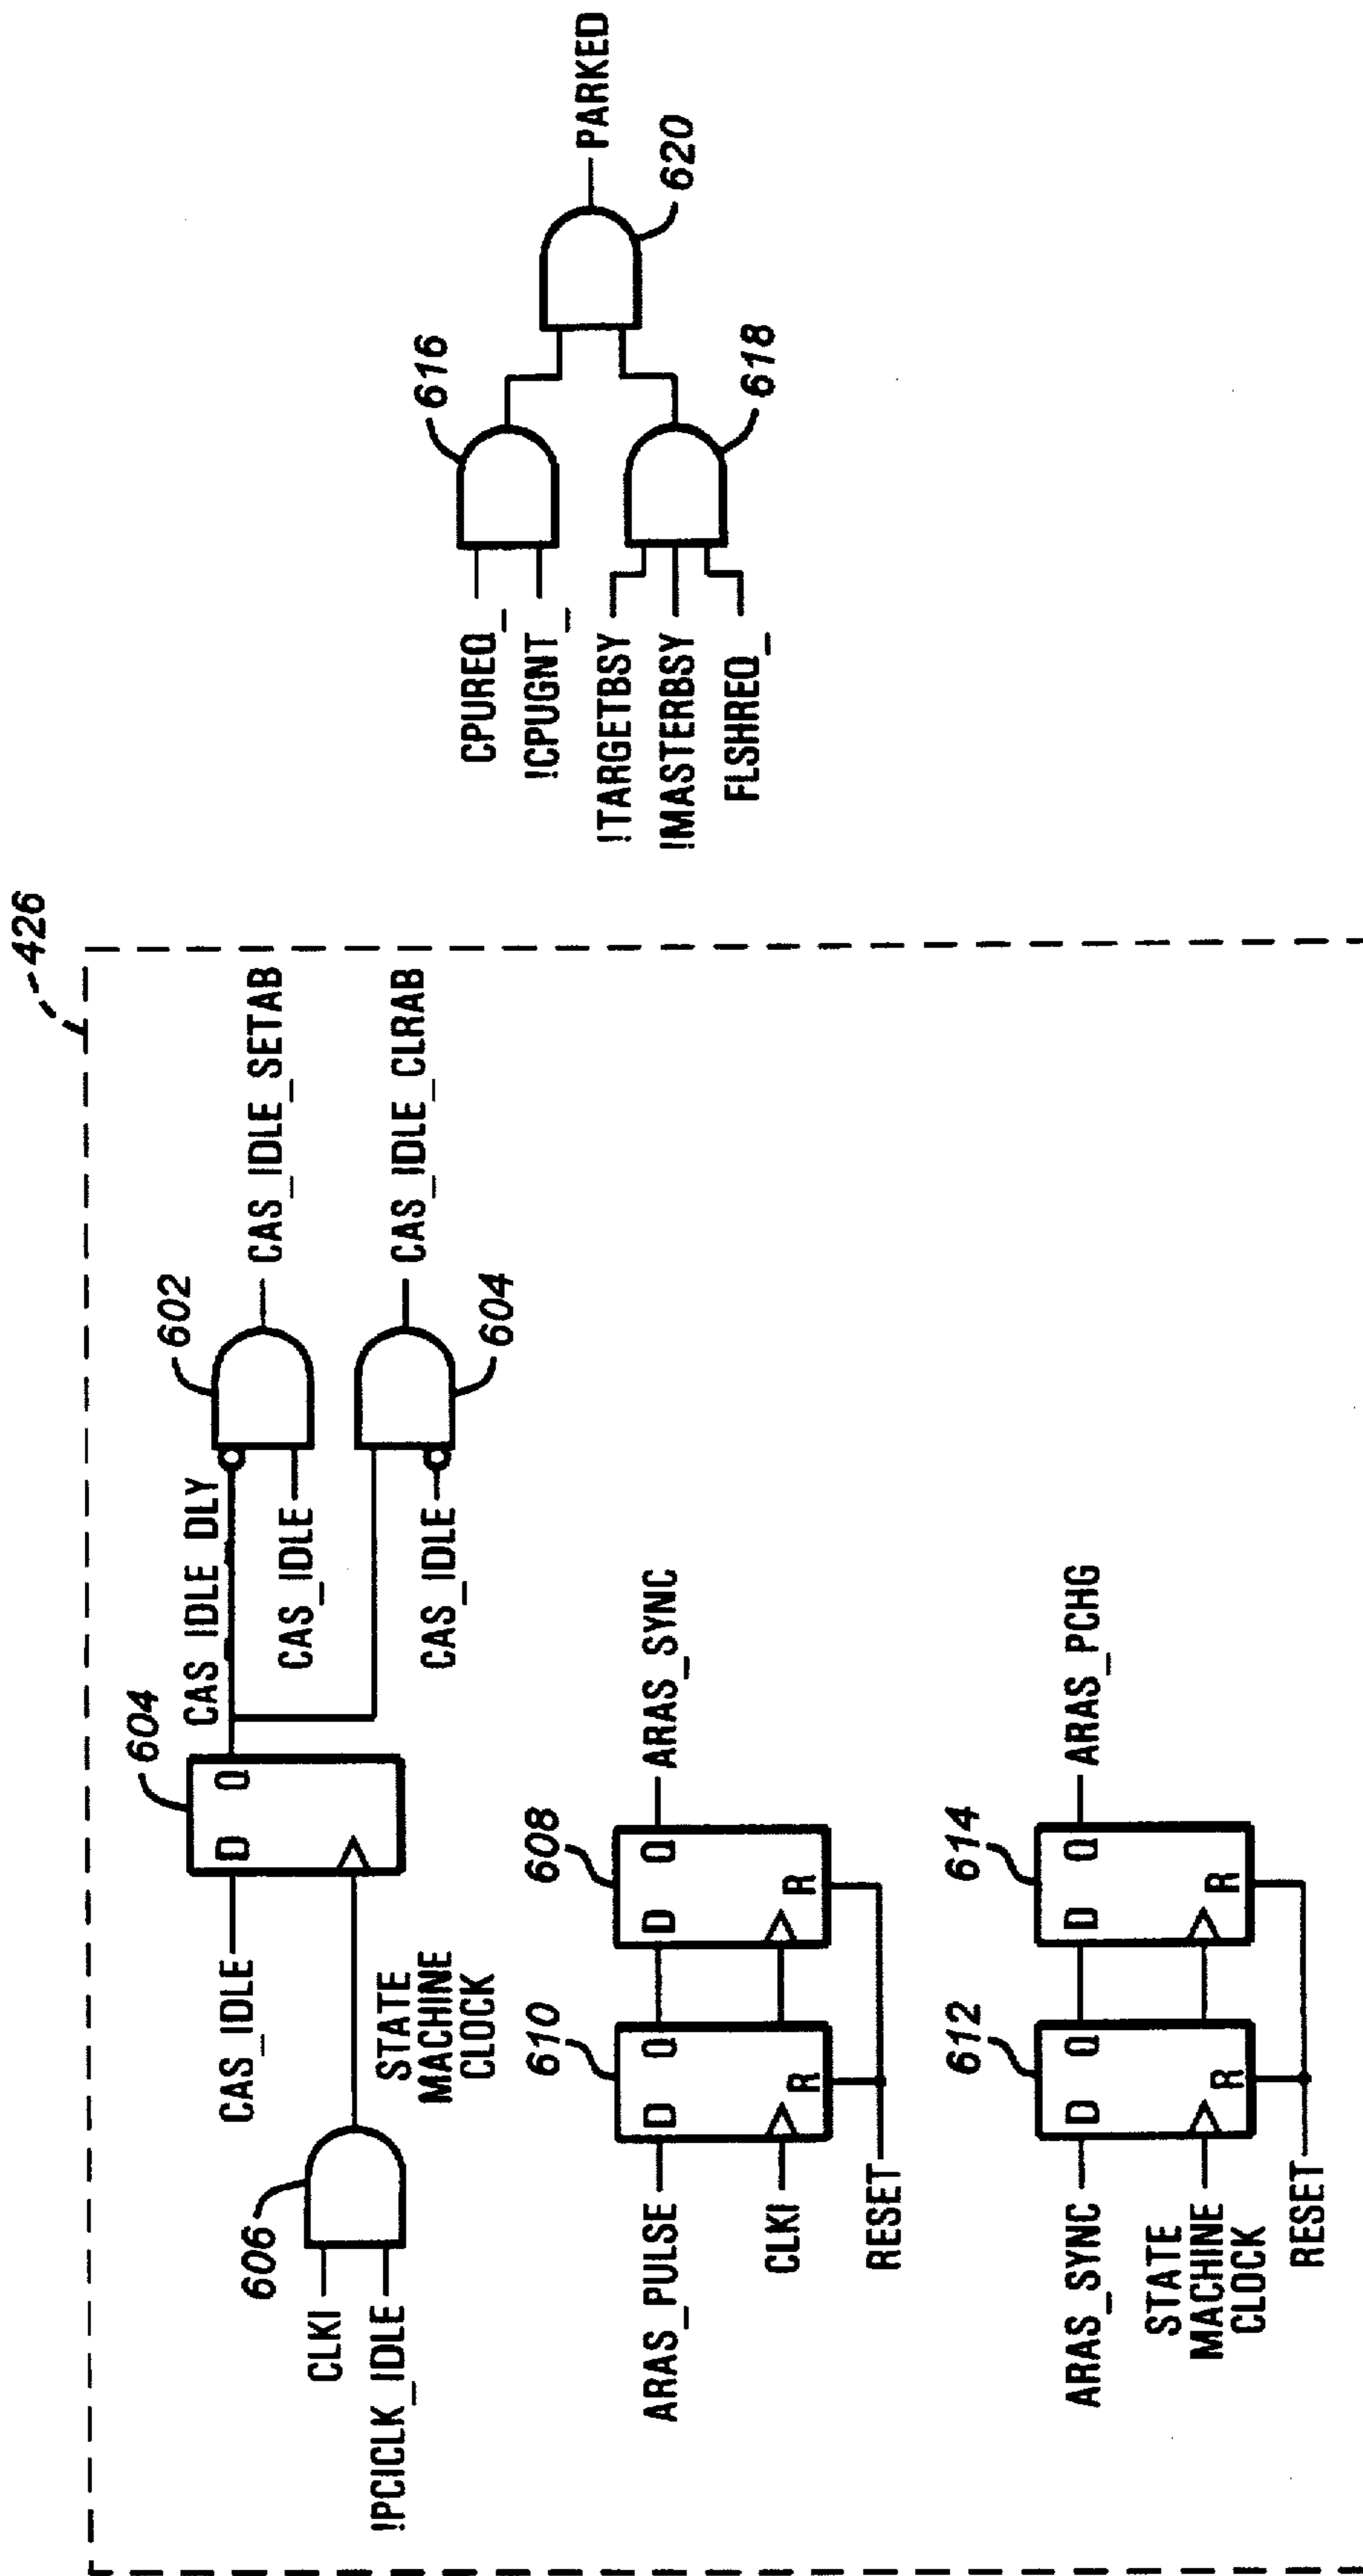 426
604
602
CAS_IDLE
D
Q
CAS_IDLE_DLY
CAS_IDLE
CAS_IDLE_SETAB
606
CLKI
!PCICLK_IDLE
STATE
MACHINE
CLOCK
CAS_IDLE
CAS_IDLE_CLRAB
604
610
608
ARAS_PULSE
D
Q
D
Q
ARAS_SYNC
CLKI
R
R
RESET
612
614
ARAS_SYNC
D
Q
D
Q
ARAS_PCHG
STATE
MACHINE
CLOCK
R
R
RESET
616
CPUREQ_
!CPUGNT_
!TARGETBSY
!MASTERBSY
FLSHREQ_
618
620
PARKED